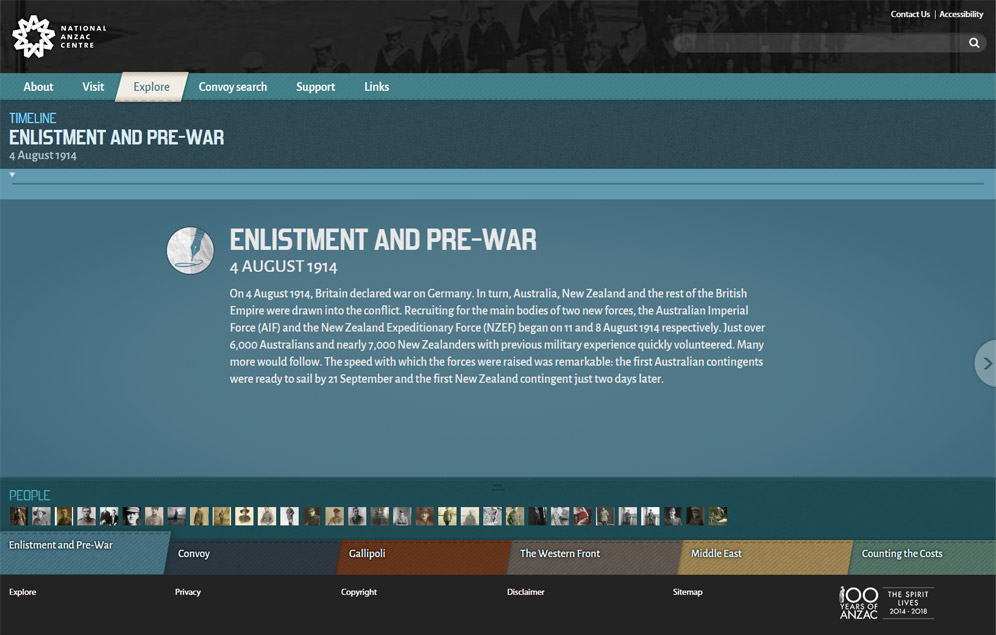 Contact Us | Accessibility
NATIONAL
ANZAC
CENTRE
About Visit Explore Convoy search Support Links
TIMELINE
ENLISTMENT AND PRE-WAR
4 August 1914
ENLISTMENT AND PRE-WAR
4 AUGUST 1914
On 4 August 1914, Britain declared war on Germany. In turn, Australia, New Zealand and the rest of the British
Empire were drawn into the conflict. Recruiting for the main bodies of two new forces, the Australian Imperial
Force (AIF) and the New Zealand Expeditionary Force (NZEF) began on 11 and 8 August 1914 respectively. Just over
6,000 Australians and nearly 7,000 New Zealanders with previous military experience quickly volunteered. Many
more would follow. The speed with which the forces were raised was remarkable: the first Australian contingents
were ready to sail by 21 September and the first New Zealand contingent just two days later.
PEOPLE
Enlistment and Pre-War Convoy Gallipoli The Western Front Middle East Counting the Costs
Explore Privacy Copyright Disclaimer Sitemap
100
YEARS OF
ANZAC
THE SPIRIT
LIVES
2014 - 2018